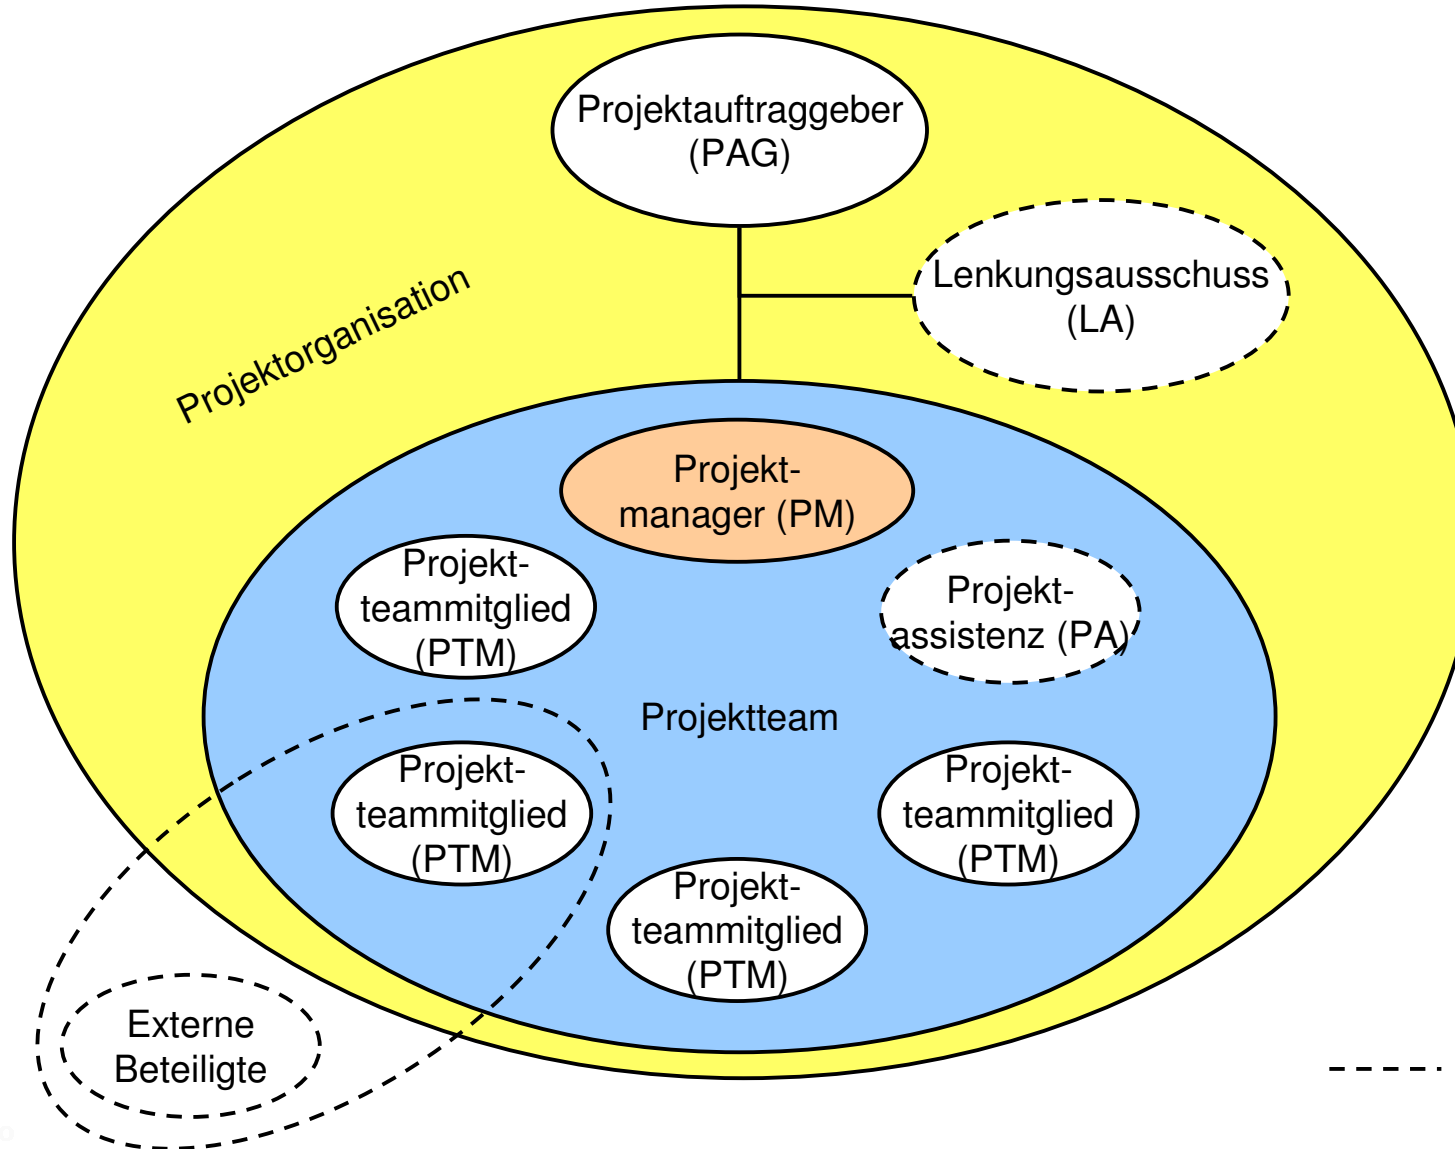 Projektauftraggeber
(PAG)
Lenkungsausschuss
(LA)
Projektorganisation
Projekt-
manager (PM)
Projekt-
teammitglied
(PTM)
Projekt-
assistenz (PA)
Projektteam
Projekt-
teammitglied
(PTM)
Projekt-
teammitglied
(PTM)
Projekt-
teammitglied
(PTM)
Externe
Beteiligte